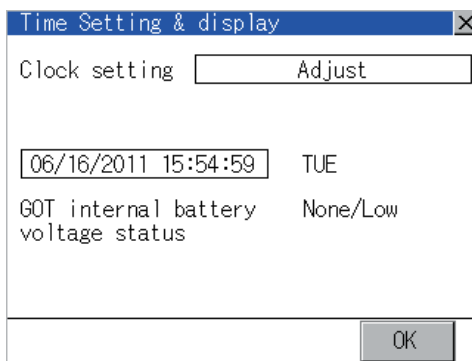 Time Setting & display
Clock setting Adjust
06/16/2011 15:54:59 TUE
GOT internal battery None/Low
voltage status
OK